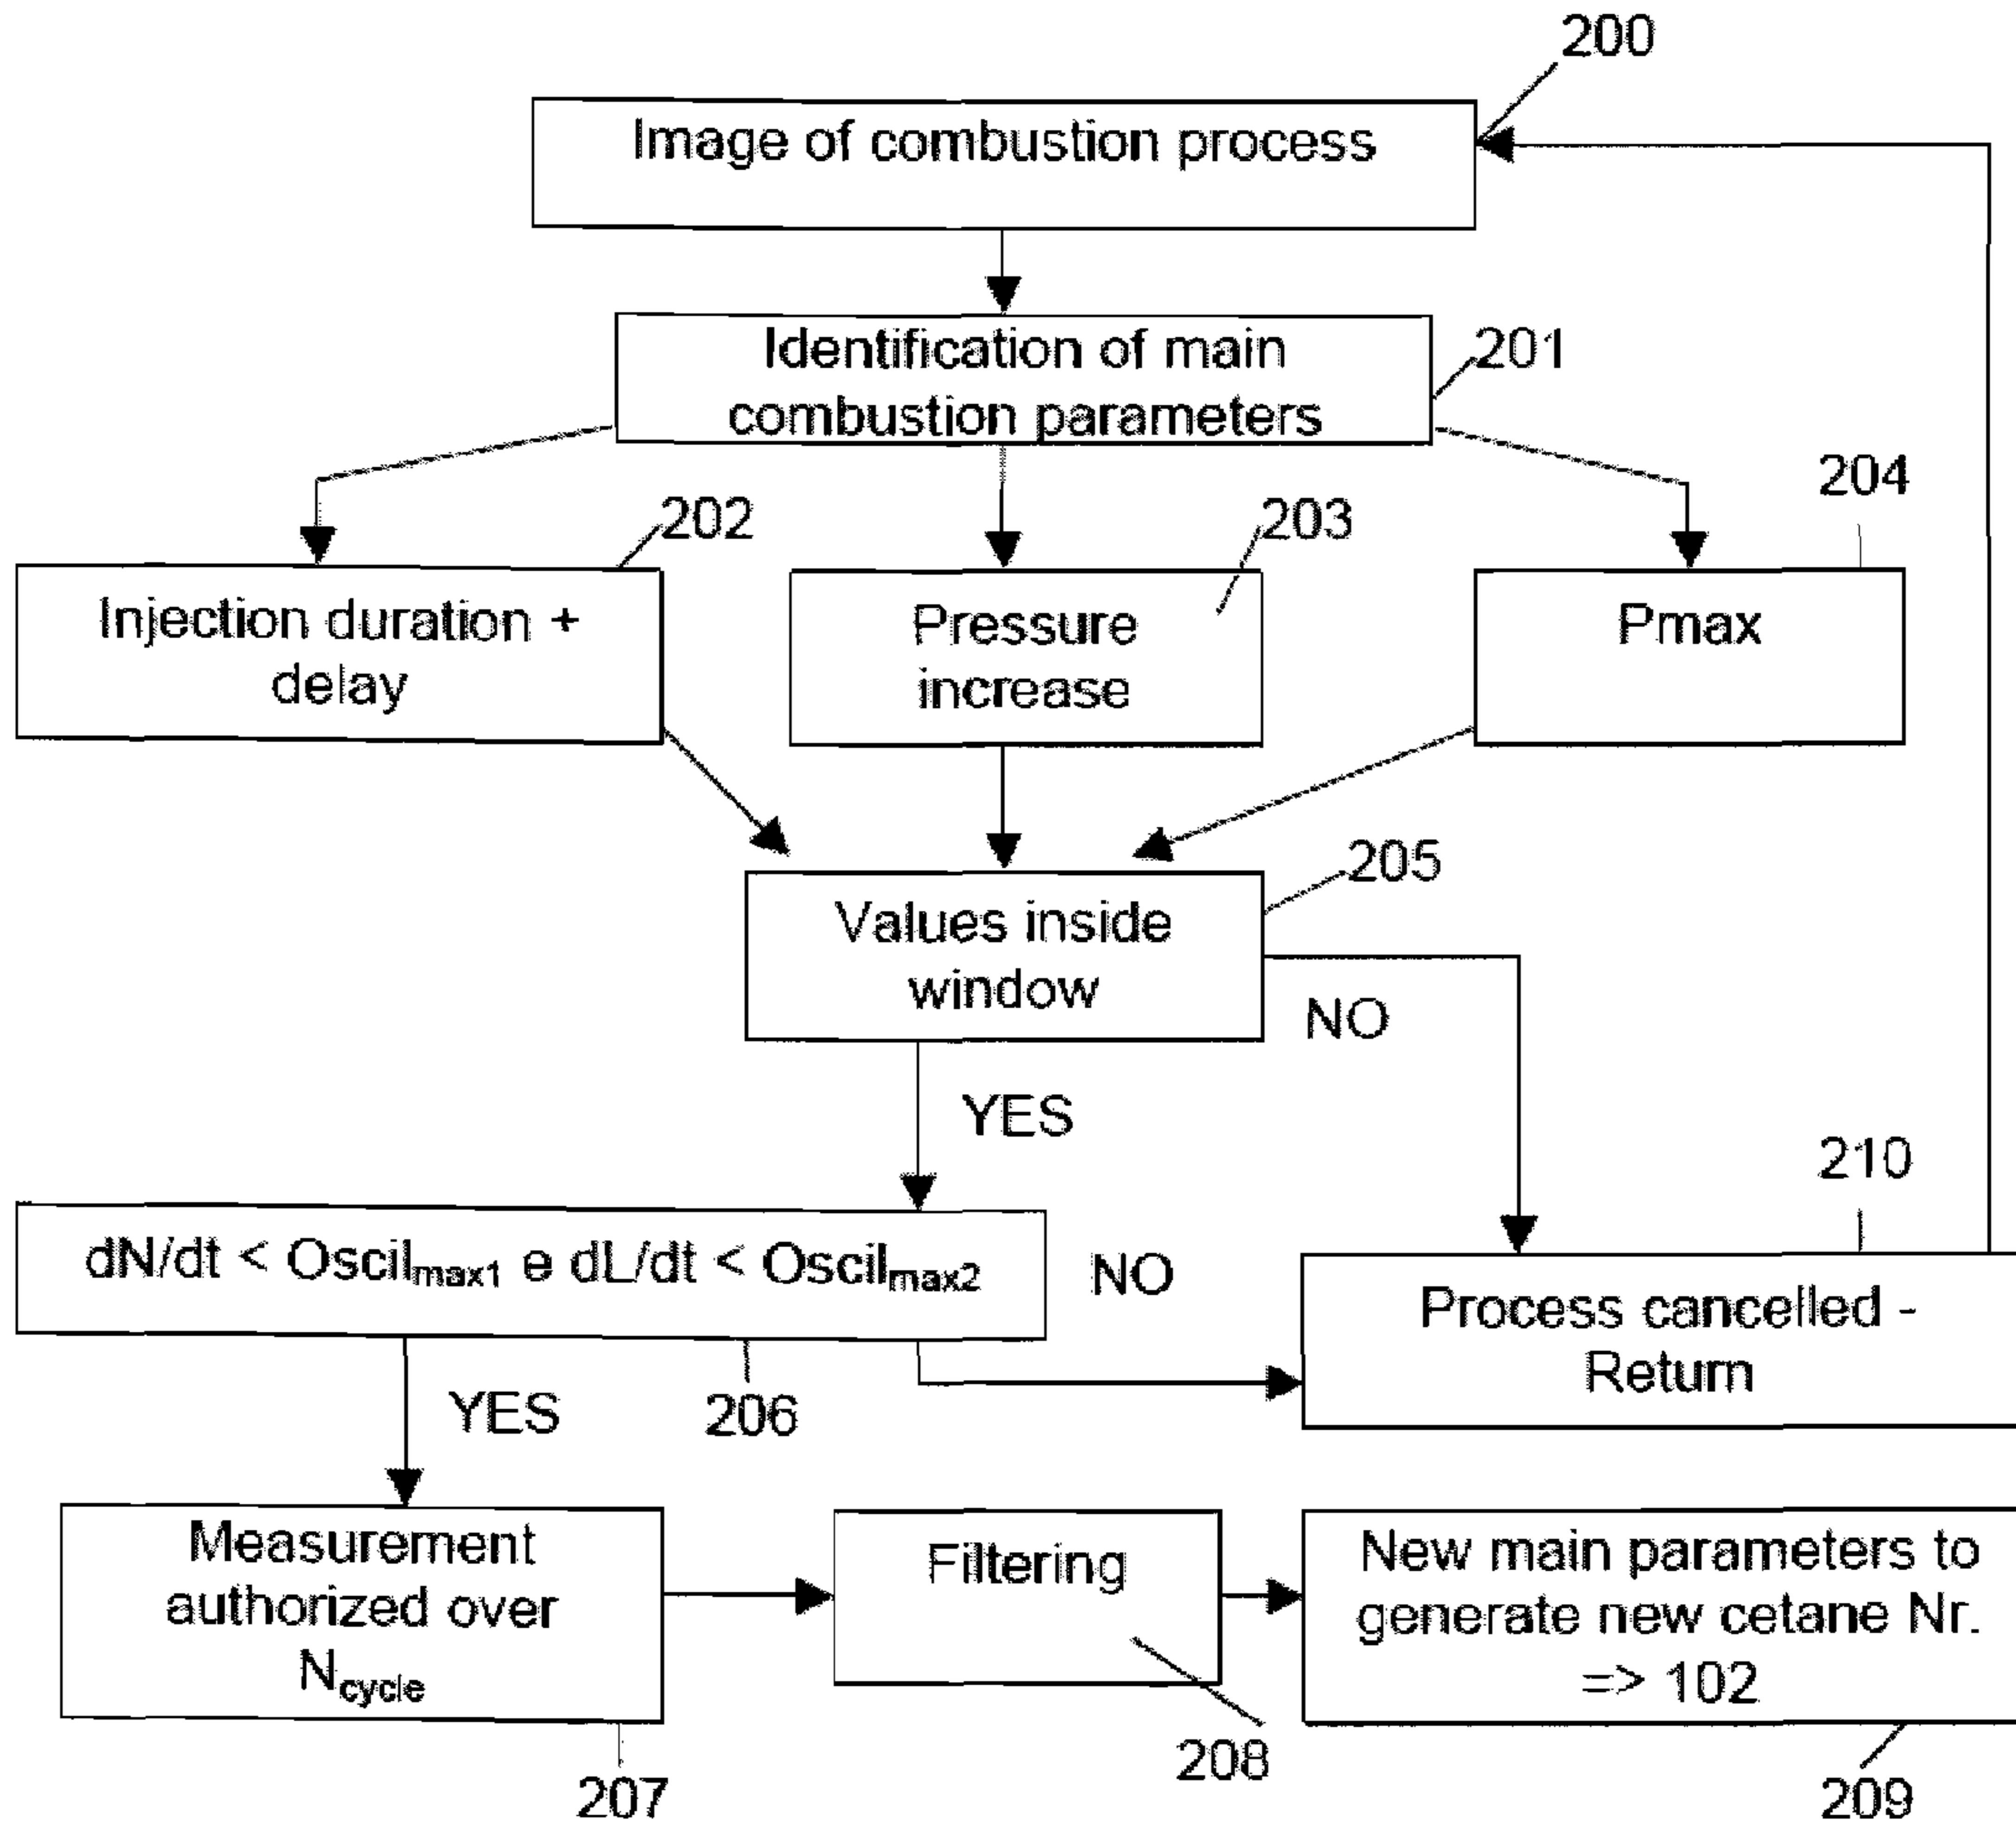 200
Image of combustion process
Identification of main
combustion parameters
201
202
203
204
Injection duration +
delay
Pressure
increase
Pmax
205
Values inside
window
NO
YES
210
dN/dt < Oscilmax1 e dL/dt < Oscilmax2
NO
Process cancelled -
Return
YES
206
Measurement
authorized over
Ncycle
Filtering
New main parameters to
generate new cetane Nr.
=> 102
207
208
209